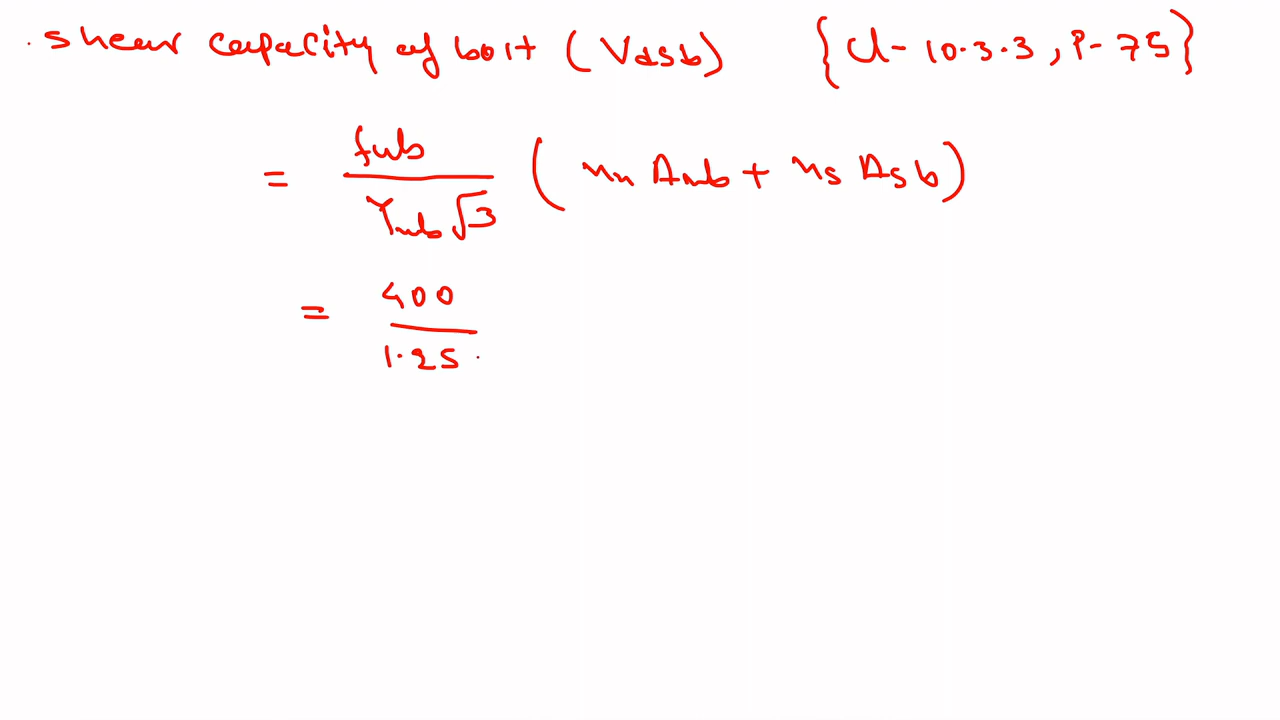 . shear capacity of bolt (Vdsb) {Cl- 10.3.3, P- 75}
= fub / γmb√3 ( nn Anb + ns Asb )
= 400 / 1.25 .